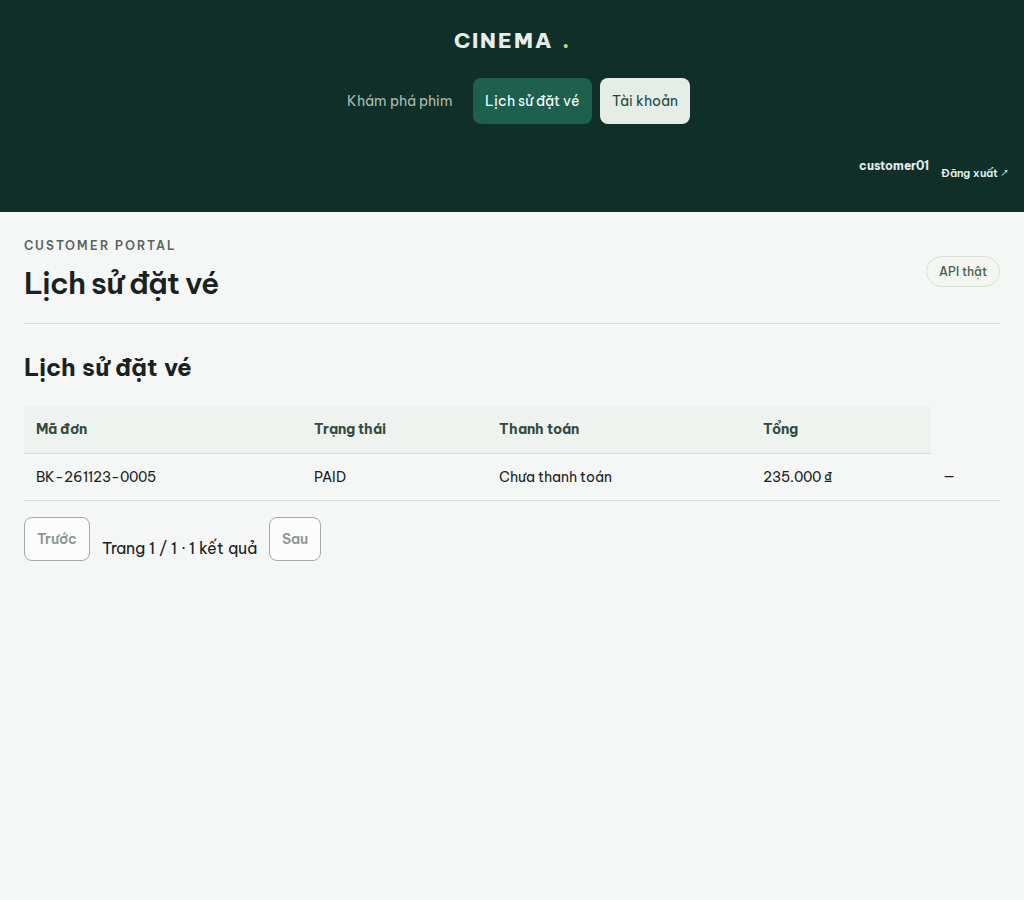 CINEMA .
Khám phá phim Lịch sử đặt vé Tài khoản
customer01 Đăng xuất ↗
CUSTOMER PORTAL
Lịch sử đặt vé
API thật
Lịch sử đặt vé
Mã đơn Trạng thái Thanh toán Tổng
BK-261123-0005 PAID Chưa thanh toán 235.000 ₫ —
Trước Trang 1 / 1 · 1 kết quả Sau